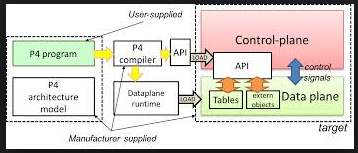 User-supplied
P4 program
P4
compiler
API
LOAD
Control-plane
API
control
signals
P4
architecture
model
Dataplane
runtime
LOAD
Tables
extern
objects
Data plane
Manufacturer supplied
target